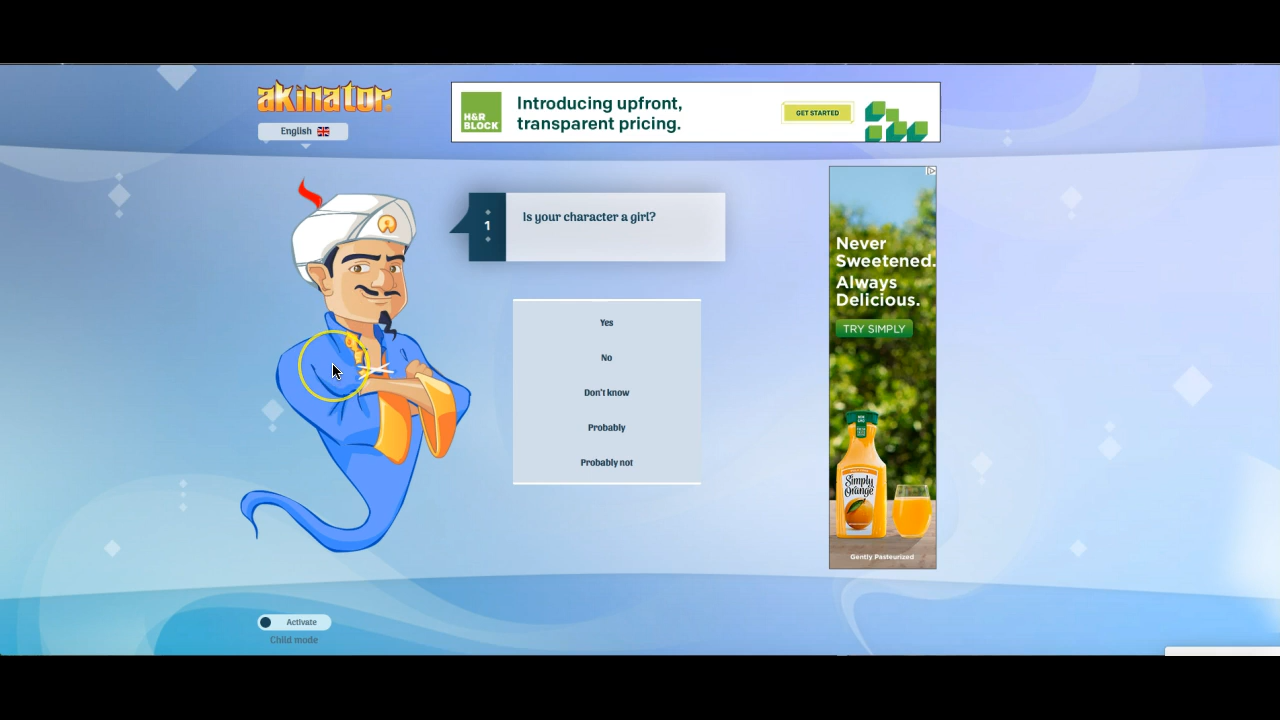 akinator
English
H&R
BLOCK
Introducing upfront,
transparent pricing.
GET STARTED
1
Is your character a girl?
Yes
No
Don't know
Probably
Probably not
Never
Sweetened.
Always
Delicious.
TRY SIMPLY
Simply
Orange
Gently Pasteurized
Activate
Child mode